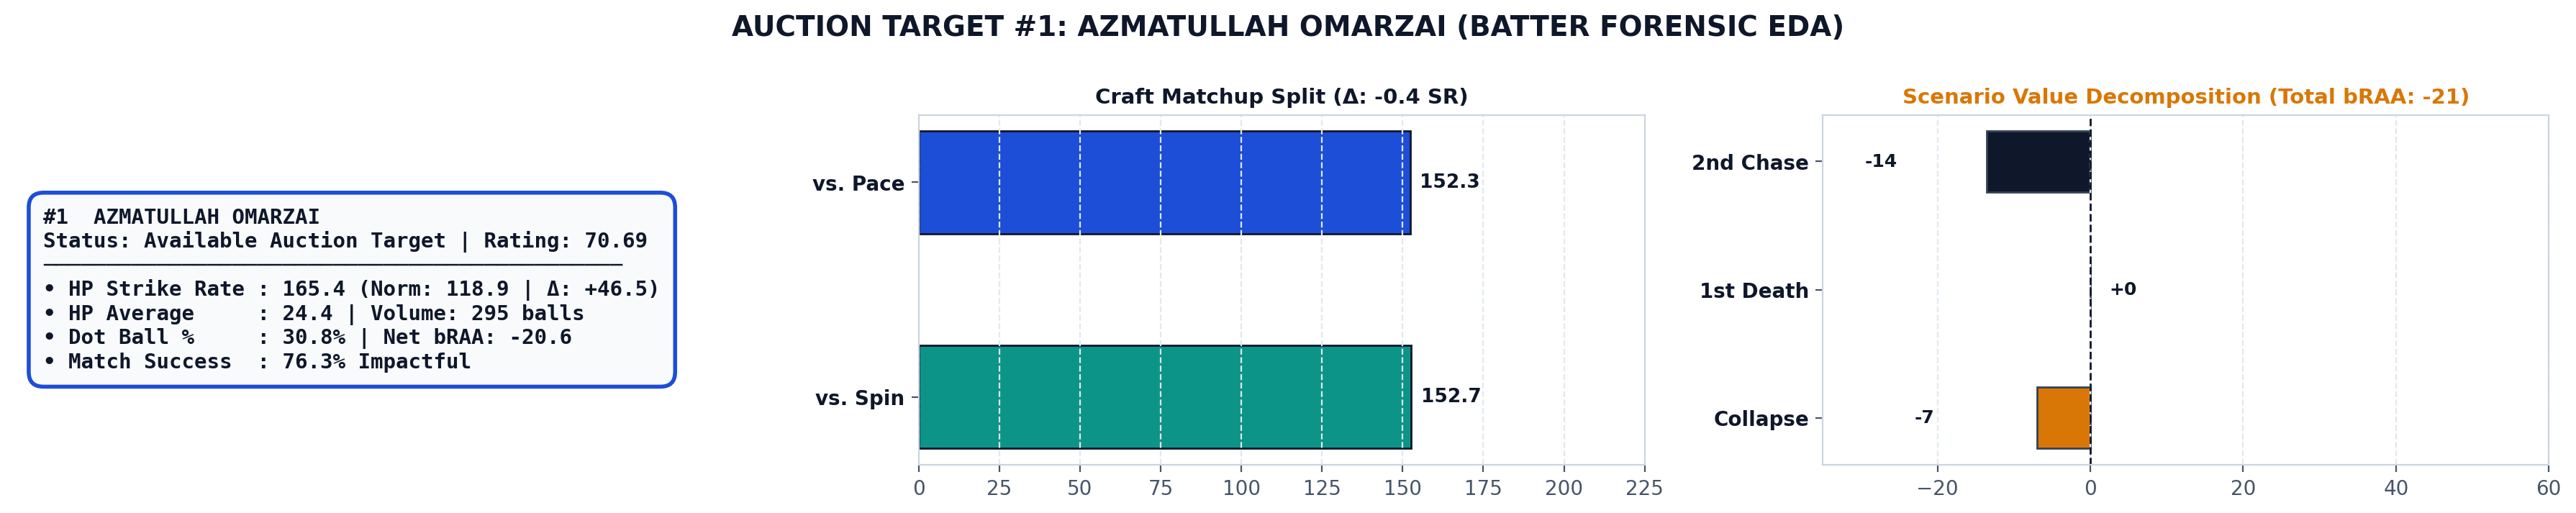 AUCTION TARGET #1: AZMATULLAH OMARZAI (BATTER FORENSIC EDA)
#1  AZMATULLAH OMARZAI
Status: Available Auction Target | Rating: 70.69
• HP Strike Rate : 165.4 (Norm: 118.9 | Δ: +46.5)
• HP Average     : 24.4 | Volume: 295 balls
• Dot Ball %     : 30.8% | Net bRAA: -20.6
• Match Success  : 76.3% Impactful
Craft Matchup Split (Δ: -0.4 SR)
vs. Pace
152.3
vs. Spin
152.7
0 25 50 75 100 125 150 175 200 225
Scenario Value Decomposition (Total bRAA: -21)
2nd Chase
-14
1st Death
+0
Collapse
-7
−20 0 20 40 60